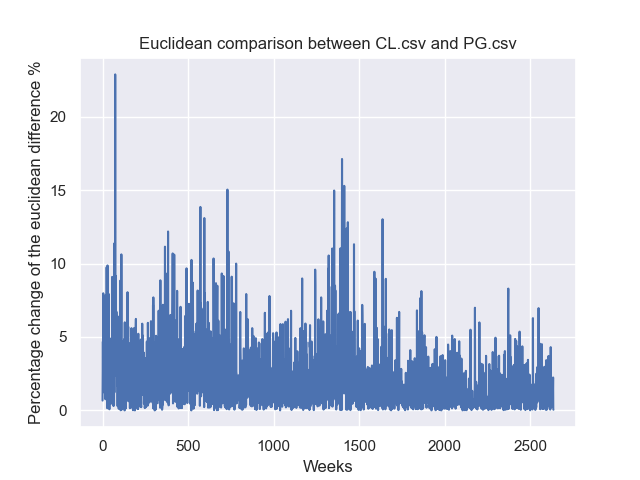 Euclidean comparison between CL.csv and PG.csv
Percentage change of the euclidean difference %
20
15
10
5
0
0 500 1000 1500 2000 2500
Weeks